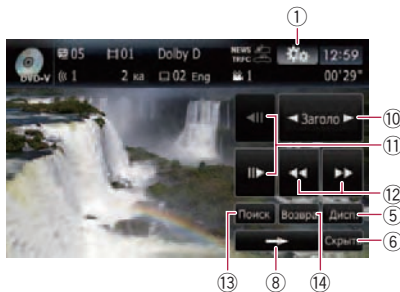 ①
05 01 Dolby D NEWS TRFC 12:59
DVD-V 1 2 ка 02 Eng 1 00'29"
Заголо ⑩
⑪
⑫
Поиск Возвра Дисп. ⑤
Скрыт ⑥
⑬ ⑧ ⑭